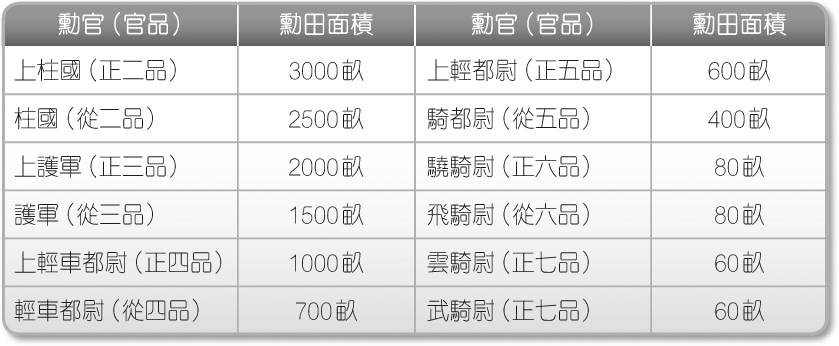 勳官（官品） 勳田面積 勳官（官品） 勳田面積
上柱國（正二品） 3000畝 上輕都尉（正五品） 600畝
柱國（從二品） 2500畝 騎都尉（從五品） 400畝
上護軍（正三品） 2000畝 驍騎尉（正六品） 80畝
護軍（從三品） 1500畝 飛騎尉（從六品） 80畝
上輕車都尉（正四品） 1000畝 雲騎尉（正七品） 60畝
輕車都尉（從四品） 700畝 武騎尉（正七品） 60畝